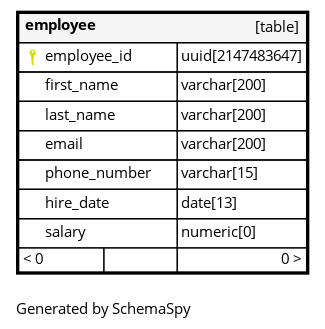 employee [table]
employee_id uuid[2147483647]
first_name varchar[200]
last_name varchar[200]
email varchar[200]
phone_number varchar[15]
hire_date date[13]
salary numeric[0]
< 0 0 >
Generated by SchemaSpy